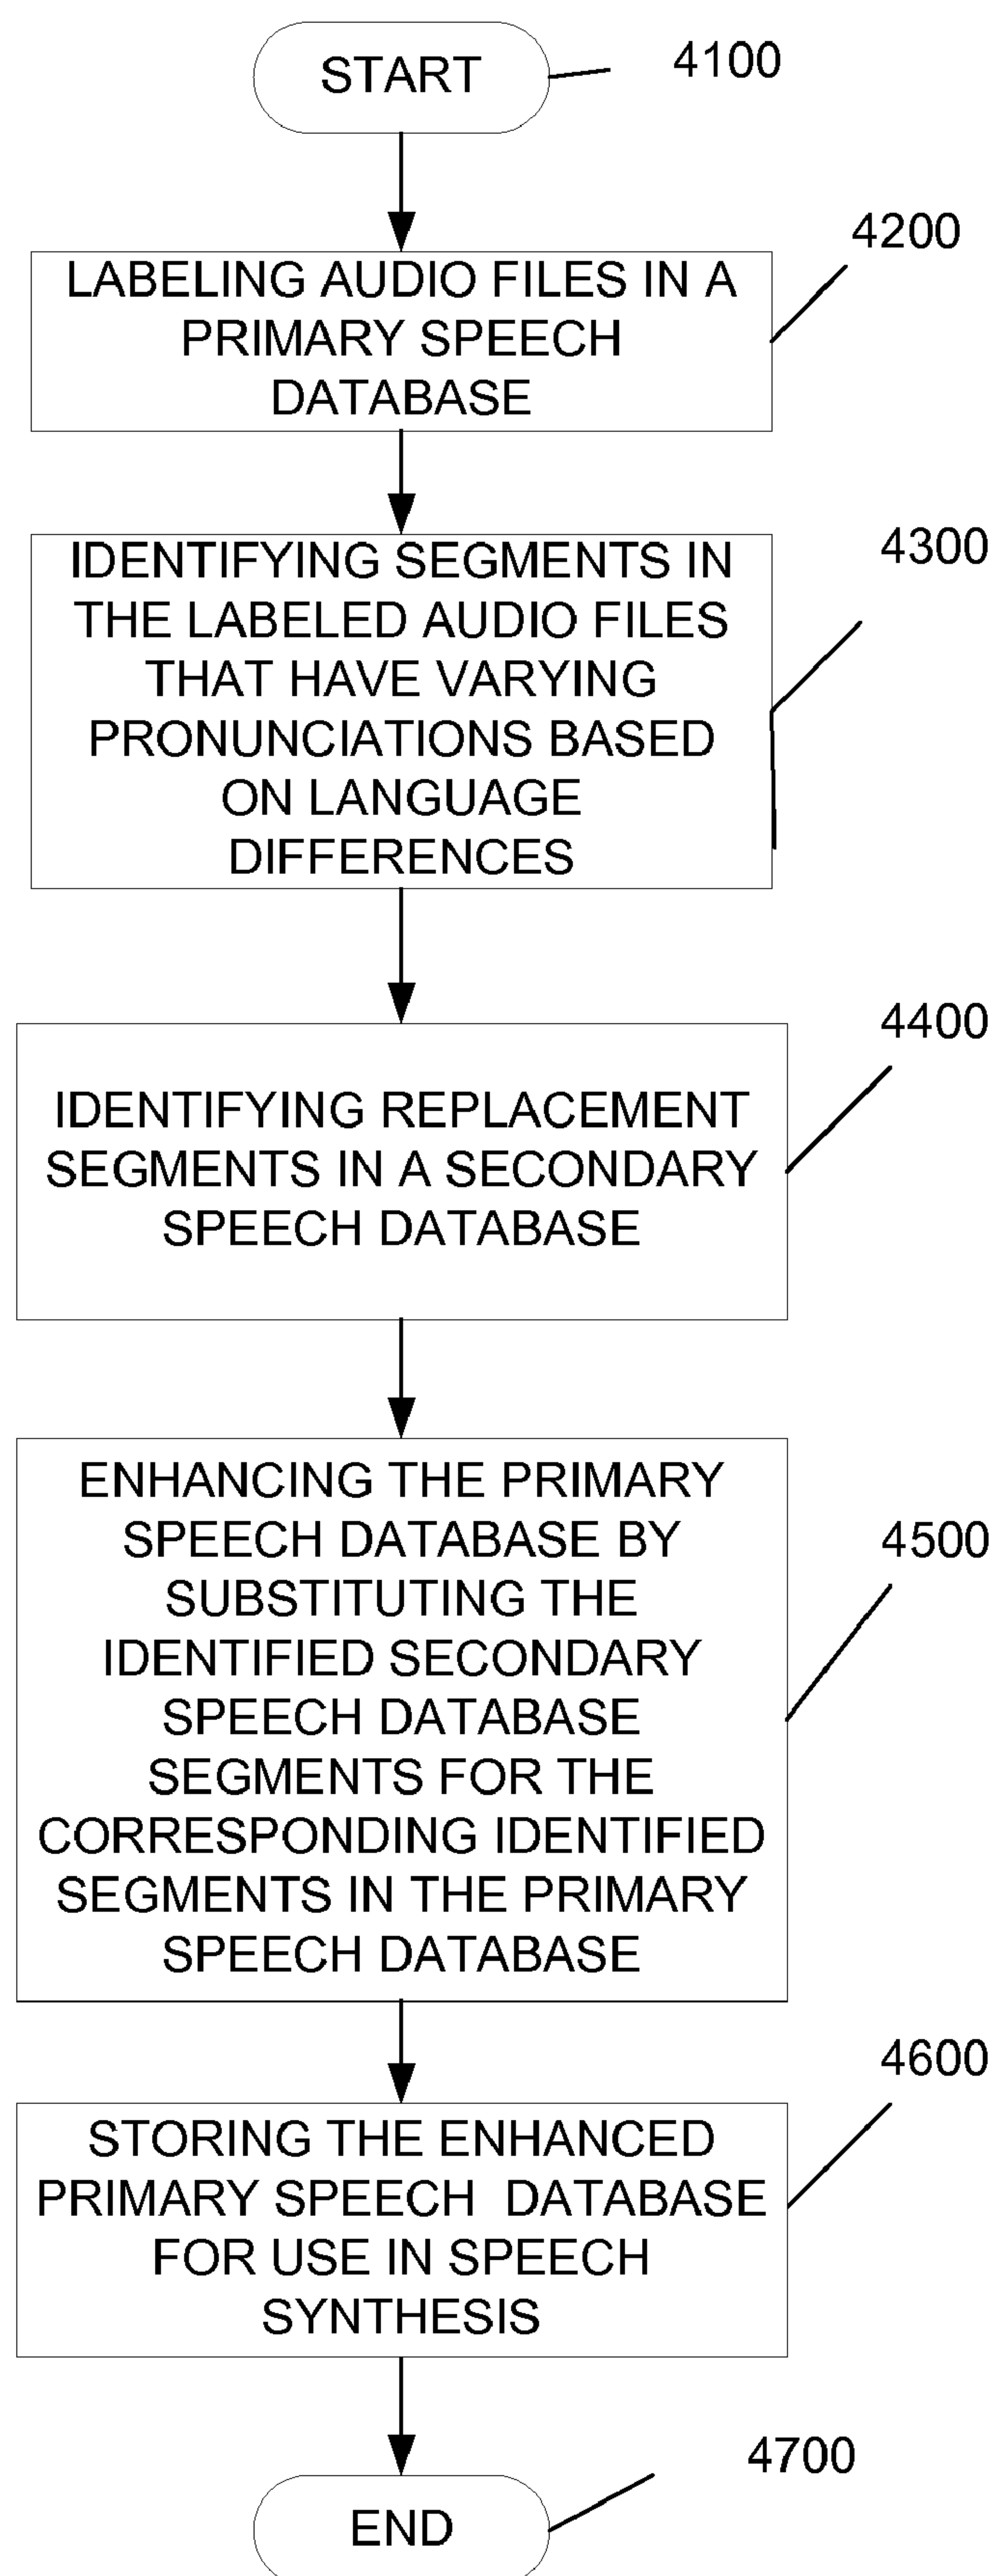 START
4100
4200
LABELING AUDIO FILES IN A
PRIMARY SPEECH
DATABASE
4300
IDENTIFYING SEGMENTS IN
THE LABELED AUDIO FILES
THAT HAVE VARYING
PRONUNCIATIONS BASED
ON LANGUAGE
DIFFERENCES
4400
IDENTIFYING REPLACEMENT
SEGMENTS IN A SECONDARY
SPEECH DATABASE
4500
ENHANCING THE PRIMARY
SPEECH DATABASE BY
SUBSTITUTING THE
IDENTIFIED SECONDARY
SPEECH DATABASE
SEGMENTS FOR THE
CORRESPONDING IDENTIFIED
SEGMENTS IN THE PRIMARY
SPEECH DATABASE
4600
STORING THE ENHANCED
PRIMARY SPEECH DATABASE
FOR USE IN SPEECH
SYNTHESIS
4700
END